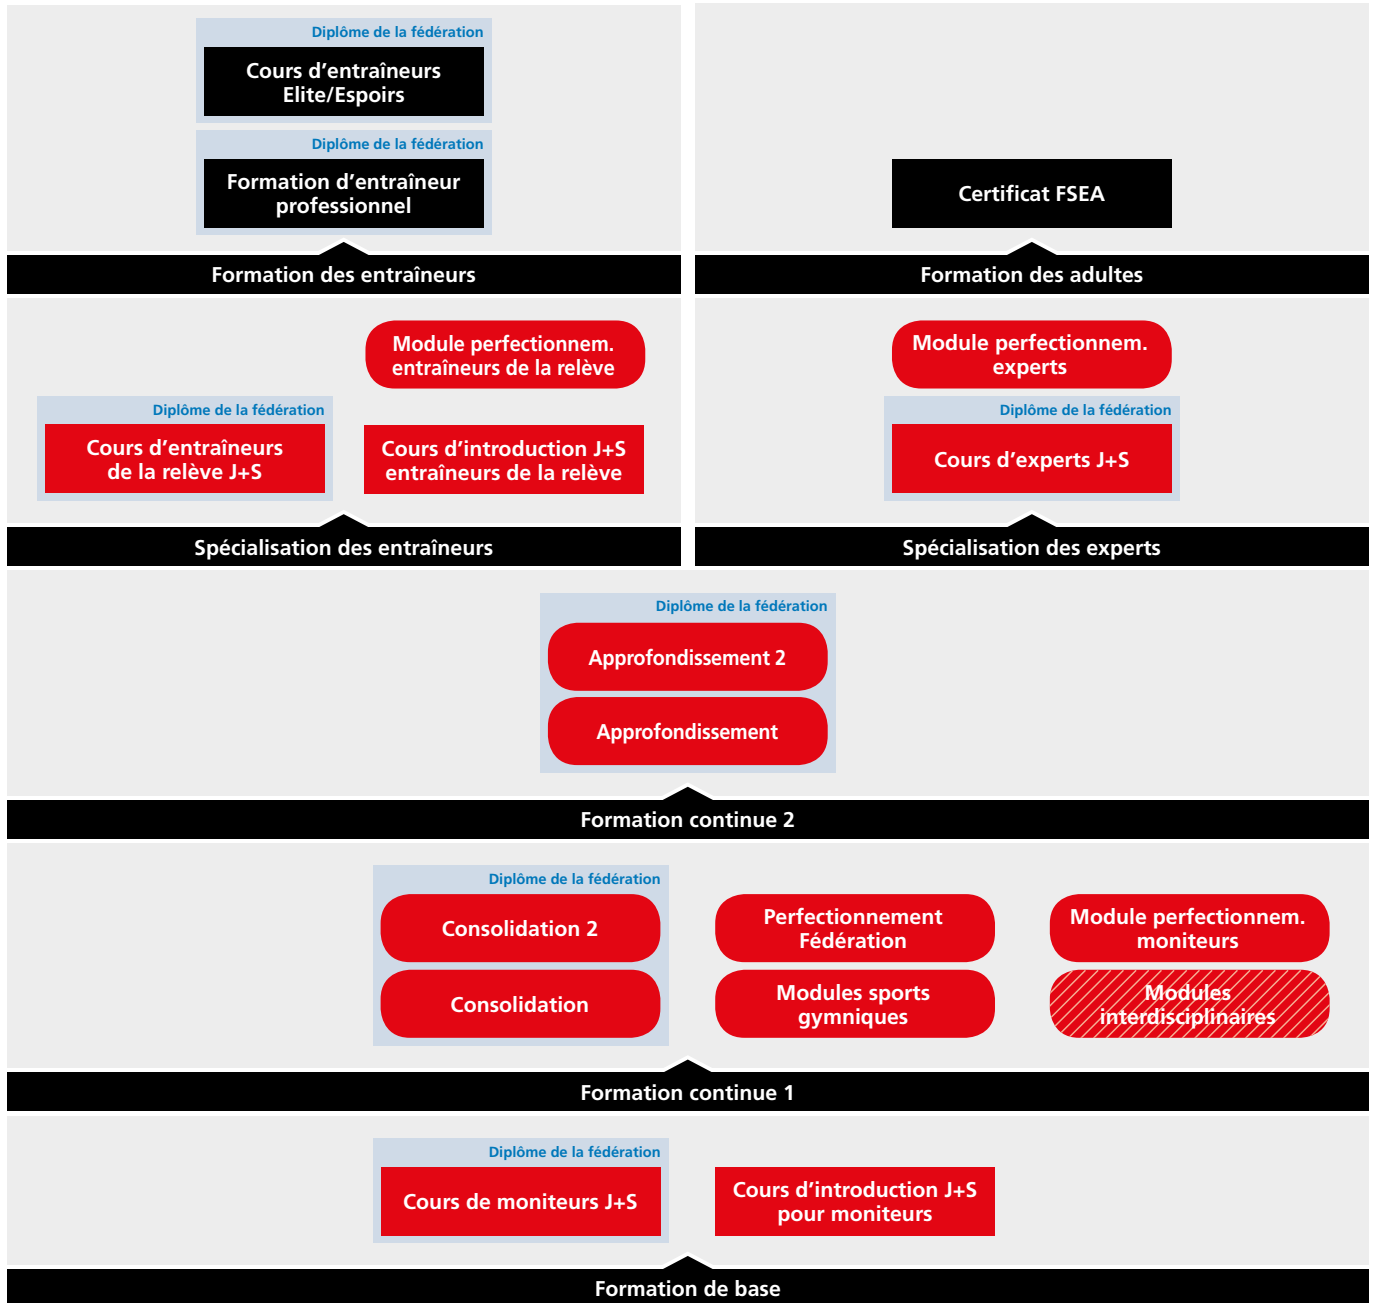 Diplôme de la fédération
Cours d’entraîneurs
Elite/Espoirs
Diplôme de la fédération
Formation d’entraîneur
professionnel
Certificat FSEA
Formation des entraîneurs
Formation des adultes
Module perfectionnem.
entraîneurs de la relève
Module perfectionnem.
experts
Diplôme de la fédération
Cours d’entraîneurs
de la relève J+S
Cours d’introduction J+S
entraîneurs de la relève
Diplôme de la fédération
Cours d’experts J+S
Spécialisation des entraîneurs
Spécialisation des experts
Diplôme de la fédération
Approfondissement 2
Approfondissement
Formation continue 2
Diplôme de la fédération
Consolidation 2
Perfectionnement
Fédération
Module perfectionnem.
moniteurs
Consolidation
Modules sports
gymniques
Modules
interdisciplinaires
Formation continue 1
Diplôme de la fédération
Cours de moniteurs J+S
Cours d’introduction J+S
pour moniteurs
Formation de base